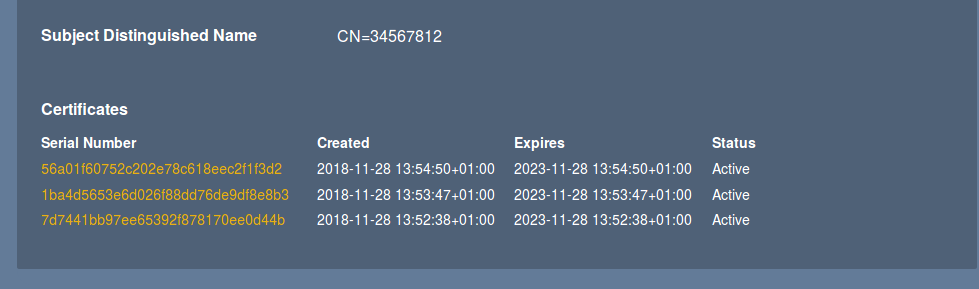 Subject Distinguished Name CN=34567812
Certificates
Serial Number Created Expires Status
56a01f60752c202e78c618eec2f1f3d2 2018-11-28 13:54:50+01:00 2023-11-28 13:54:50+01:00 Active
1ba4d5653e6d026f88dd76de9df8e8b3 2018-11-28 13:53:47+01:00 2023-11-28 13:53:47+01:00 Active
7d7441bb97ee65392f878170ee0d44b 2018-11-28 13:52:38+01:00 2023-11-28 13:52:38+01:00 Active